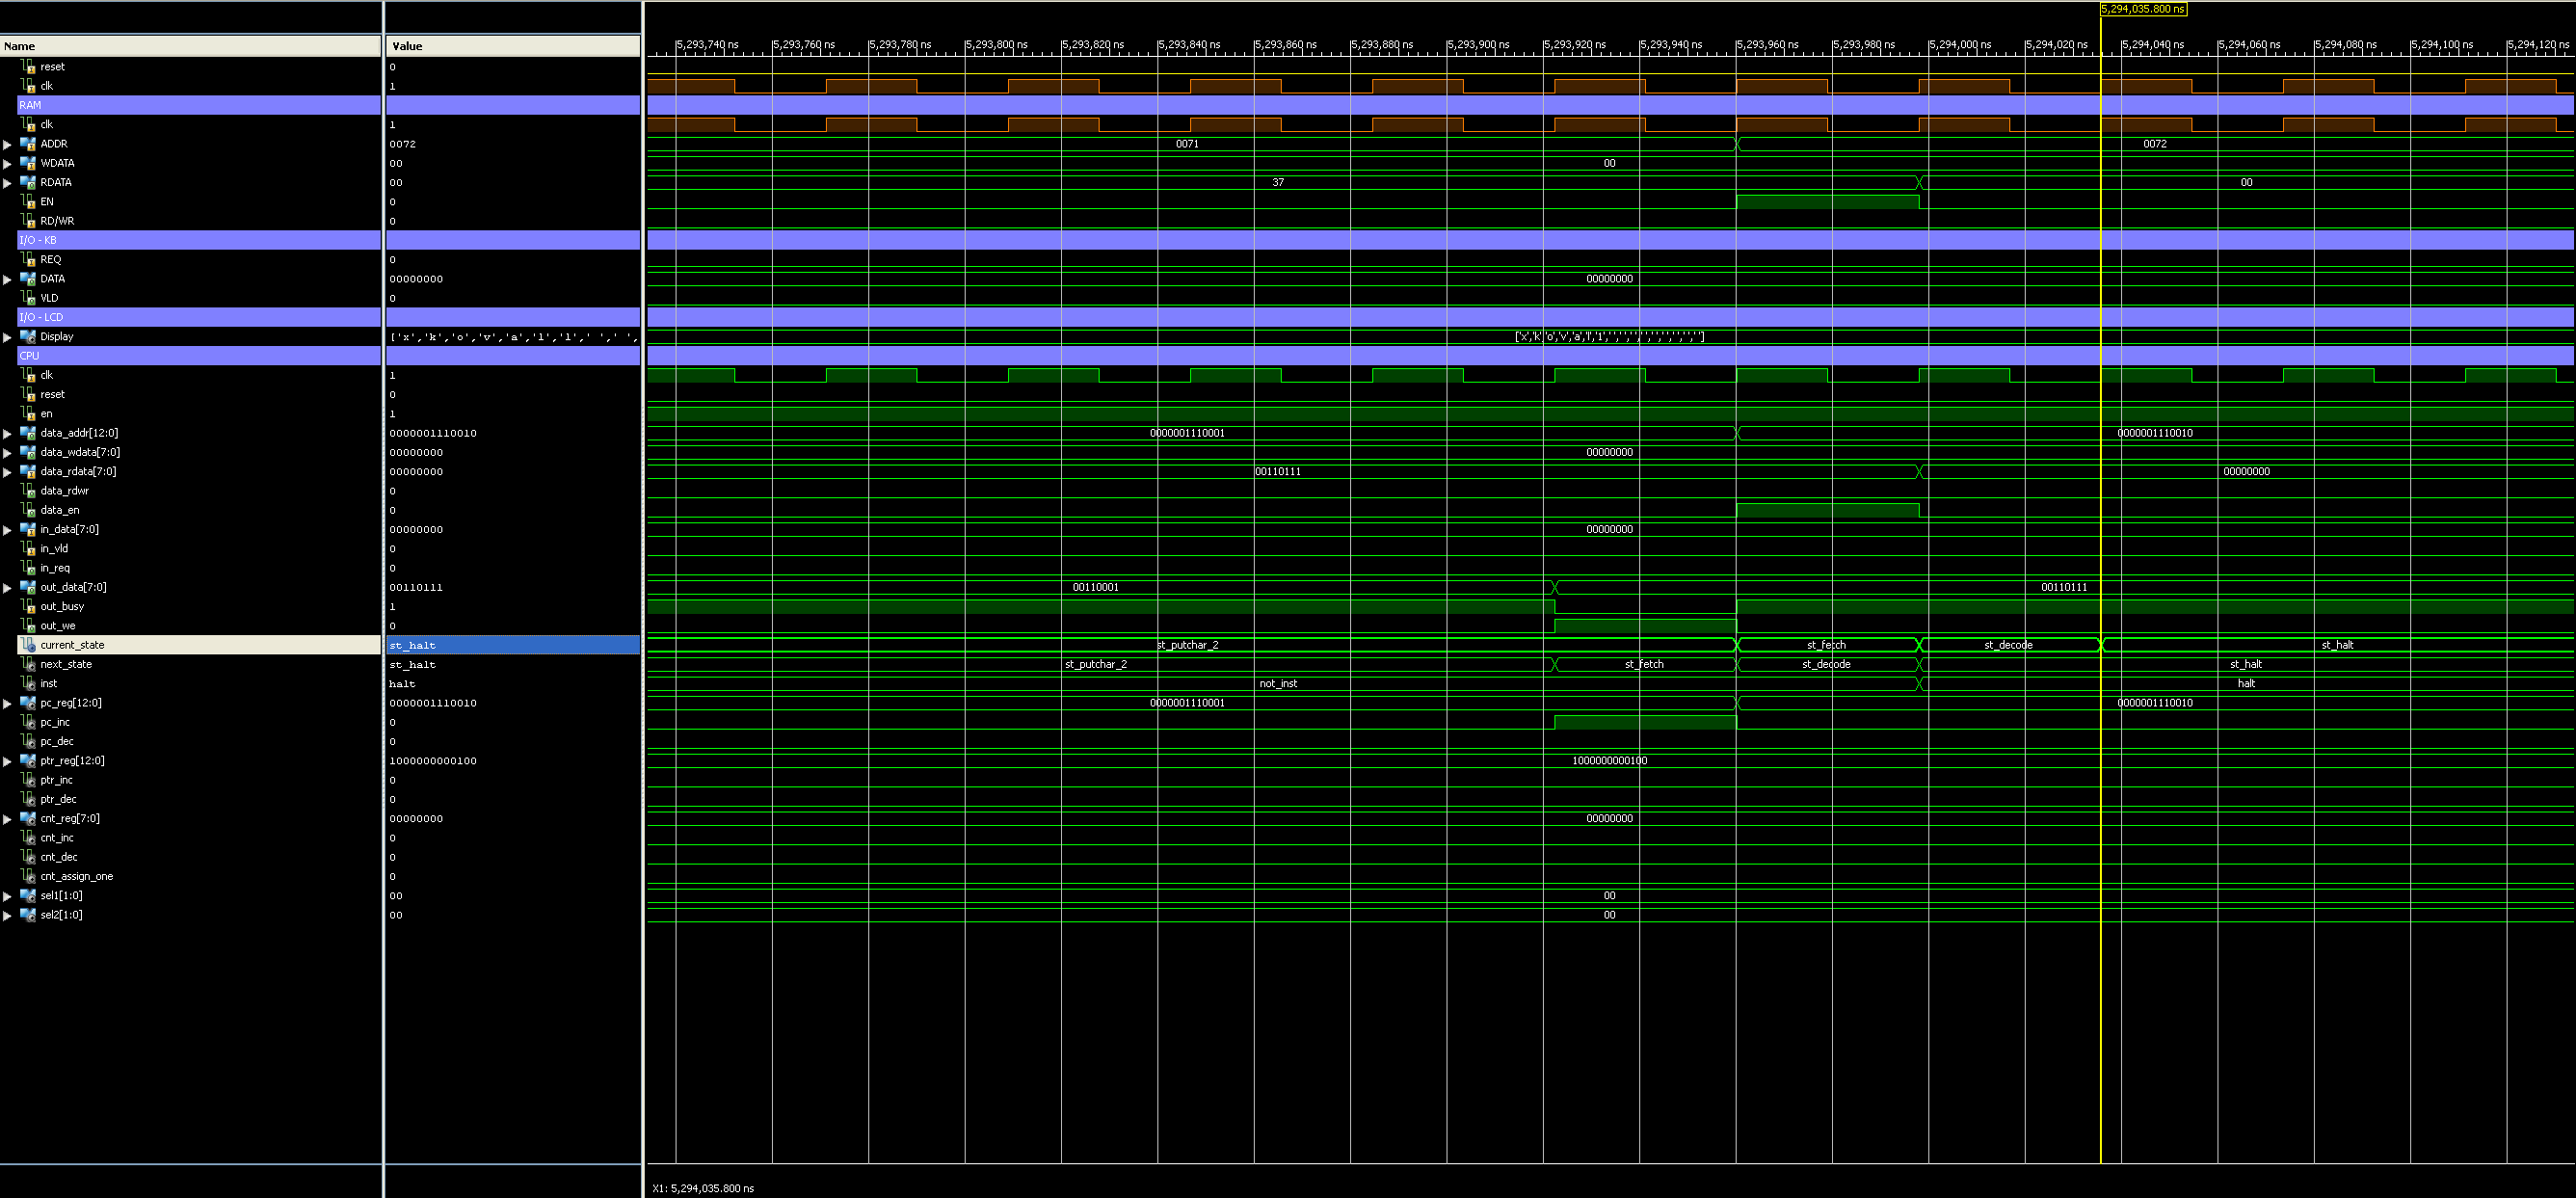 5,294,035.800 ns
Name Value
5,293,740 ns 5,293,760 ns 5,293,780 ns 5,293,800 ns 5,293,820 ns 5,293,840 ns 5,293,860 ns 5,293,880 ns 5,293,900 ns 5,293,920 ns 5,293,940 ns 5,293,960 ns 5,293,980 ns 5,294,000 ns 5,294,020 ns 5,294,040 ns 5,294,060 ns 5,294,080 ns 5,294,100 ns 5,294,120 ns
reset 0
clk 1
RAM
clk 1
ADDR 0072 0071 0072
WDATA 00 00
RDATA 00 37 00
EN 0
RD/WR 0
I/O - KB
REQ 0
DATA 00000000 00000000
VLD 0
I/O - LCD
Display ['x','k','o','v','a','l','l',' ',' ', [x,k,o,v,a,l,1,',',',',',',',',',']
CPU
clk 1
reset 0
en 1
data_addr[12:0] 0000001110010 0000001110001 0000001110010
data_wdata[7:0] 00000000 00000000
data_rdata[7:0] 00000000 00110111 00000000
data_rdwr 0
data_en 0
in_data[7:0] 00000000 00000000
in_vld 0
in_req 0
out_data[7:0] 00110111 00110001 00110111
out_busy 1
out_we 0
current_state st_halt st_putchar_2 st_fetch st_decode st_halt
next_state st_halt st_putchar_2 st_fetch st_decode st_halt
inst halt not_inst halt
pc_reg[12:0] 0000001110010 0000001110001 0000001110010
pc_inc 0
pc_dec 0
ptr_reg[12:0] 1000000000100 1000000000100
ptr_inc 0
ptr_dec 0
cnt_reg[7:0] 00000000 00000000
cnt_inc 0
cnt_dec 0
cnt_assign_one 0
sel1[1:0] 00 00
sel2[1:0] 00 00
X1: 5,294,035.800 ns